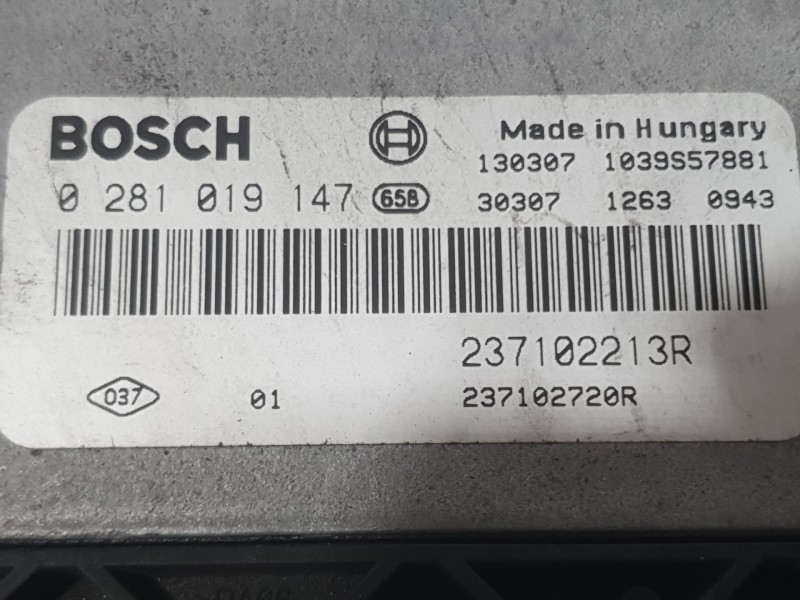 BOSCH
Made in Hungary
130307 1039S57881
0 281 019 147 658
30307 1263 0943
237102213R
037 01 237102720R